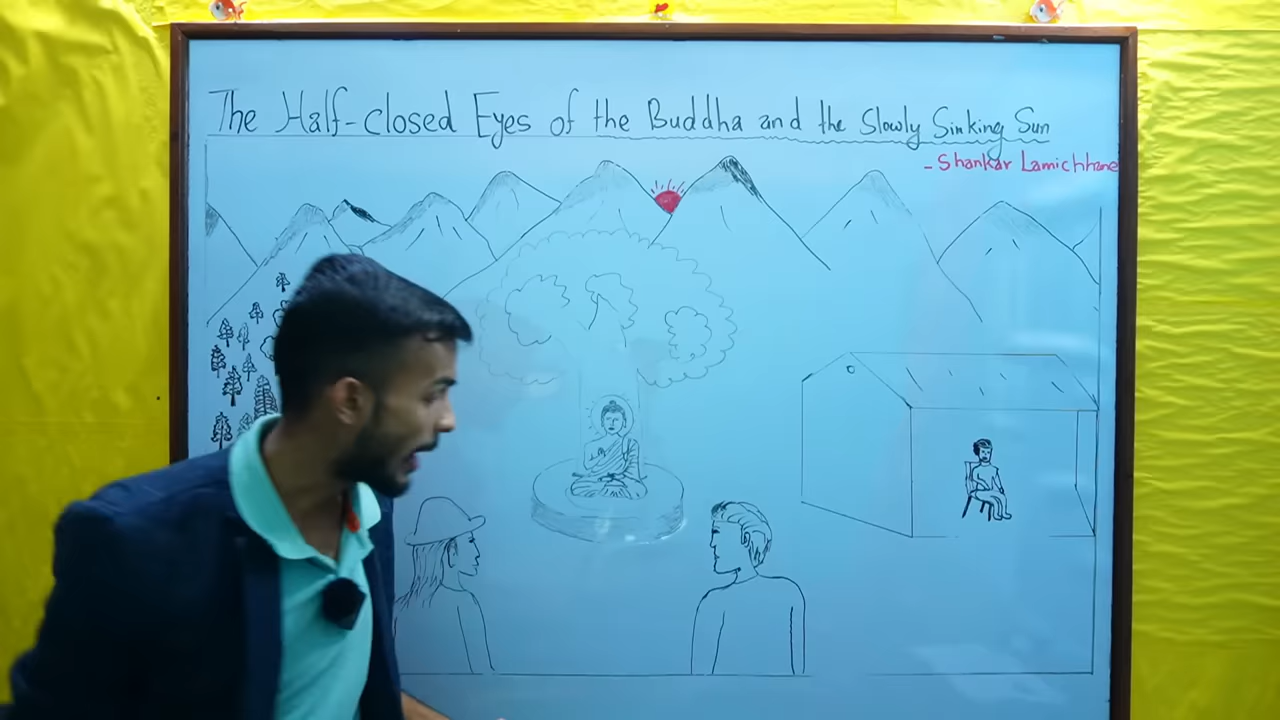 The Half-closed Eyes of the Buddha and the Slowly Sinking Sun
- Shankar Lamichhane